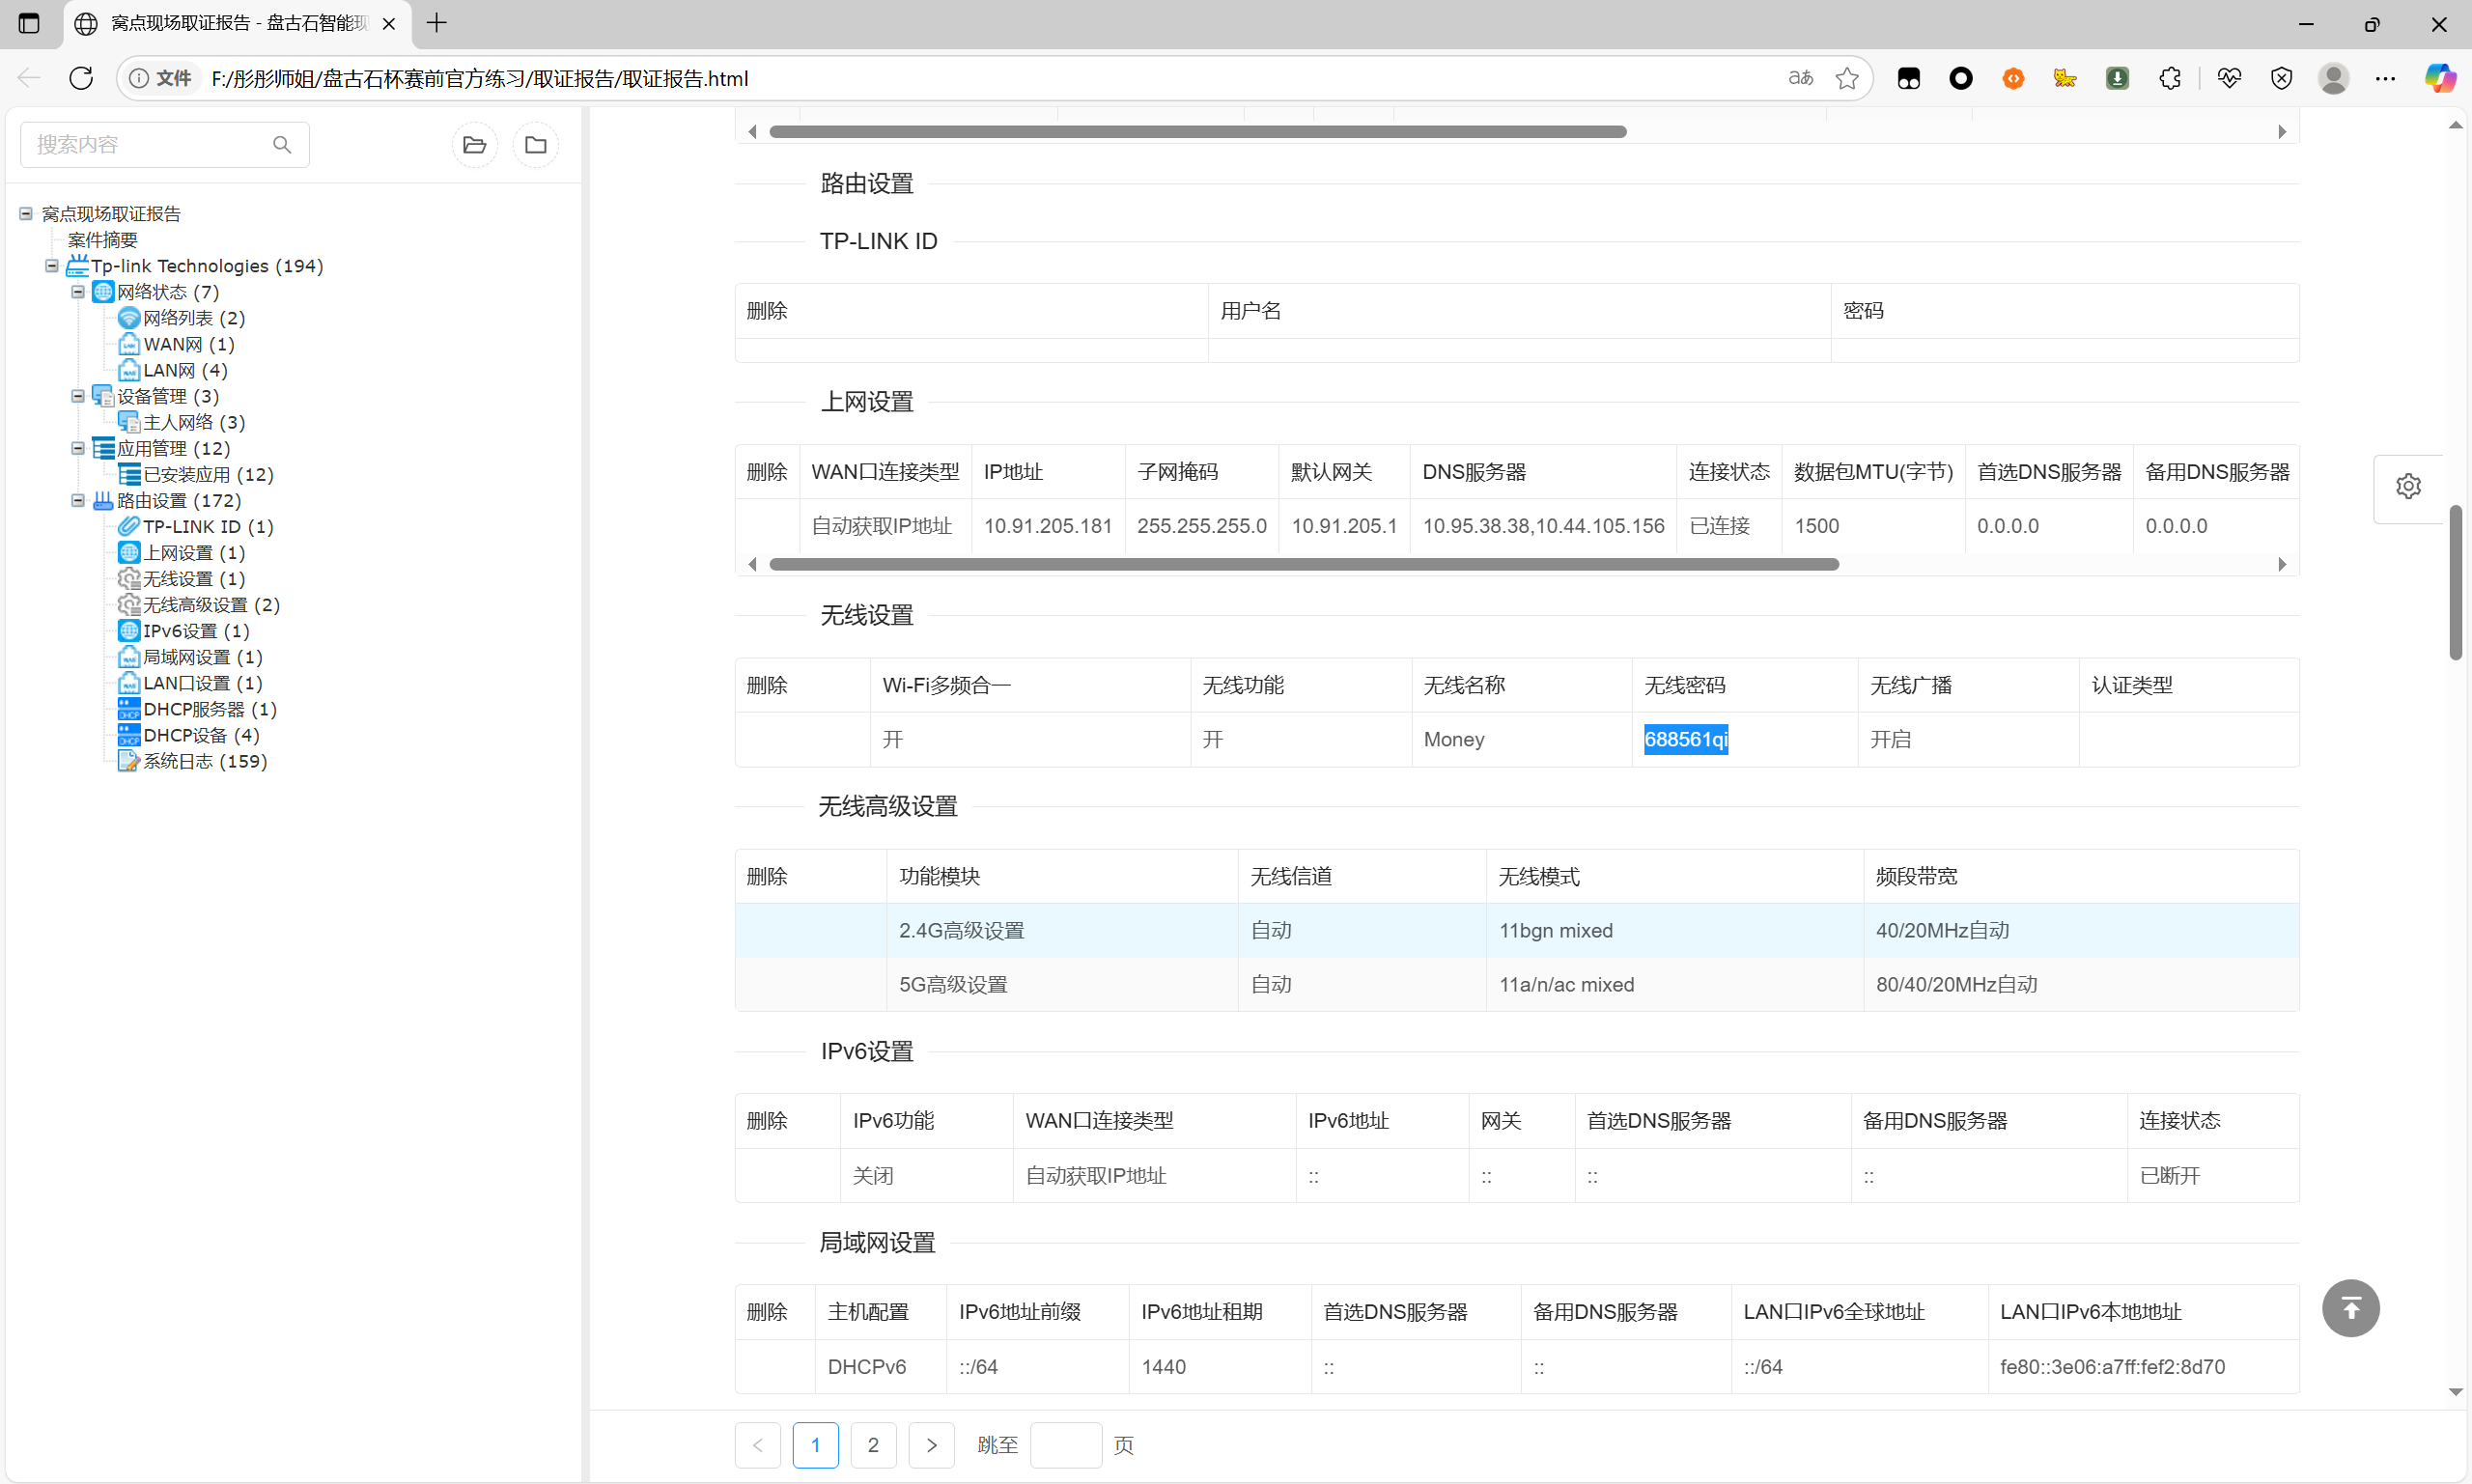 窝点现场取证报告 - 盘古石智能现
文件 F:/彤彤师姐/盘古石杯赛前官方练习/取证报告/取证报告.html
搜索内容
窝点现场取证报告
案件摘要
Tp-link Technologies (194)
网络状态 (7)
网络列表 (2)
WAN网 (1)
LAN网 (4)
设备管理 (3)
主人网络 (3)
应用管理 (12)
已安装应用 (12)
路由设置 (172)
TP-LINK ID (1)
上网设置 (1)
无线设置 (1)
无线高级设置 (2)
IPv6设置 (1)
局域网设置 (1)
LAN口设置 (1)
DHCP服务器 (1)
DHCP设备 (4)
系统日志 (159)
路由设置
TP-LINK ID
删除 用户名 密码
上网设置
删除 WAN口连接类型 IP地址 子网掩码 默认网关 DNS服务器 连接状态 数据包MTU(字节) 首选DNS服务器 备用DNS服务器
自动获取IP地址 10.91.205.181 255.255.255.0 10.91.205.1 10.95.38.38,10.44.105.156 已连接 1500 0.0.0.0 0.0.0.0
无线设置
删除 Wi-Fi多频合一 无线功能 无线名称 无线密码 无线广播 认证类型
开 开 Money 688561qi 开启
无线高级设置
删除 功能模块 无线信道 无线模式 频段带宽
2.4G高级设置 自动 11bgn mixed 40/20MHz自动
5G高级设置 自动 11a/n/ac mixed 80/40/20MHz自动
IPv6设置
删除 IPv6功能 WAN口连接类型 IPv6地址 网关 首选DNS服务器 备用DNS服务器 连接状态
关闭 自动获取IP地址 :: :: :: :: 已断开
局域网设置
删除 主机配置 IPv6地址前缀 IPv6地址租期 首选DNS服务器 备用DNS服务器 LAN口IPv6全球地址 LAN口IPv6本地地址
DHCPv6 ::/64 1440 :: :: ::/64 fe80::3e06:a7ff:fef2:8d70
1 2 跳至 页